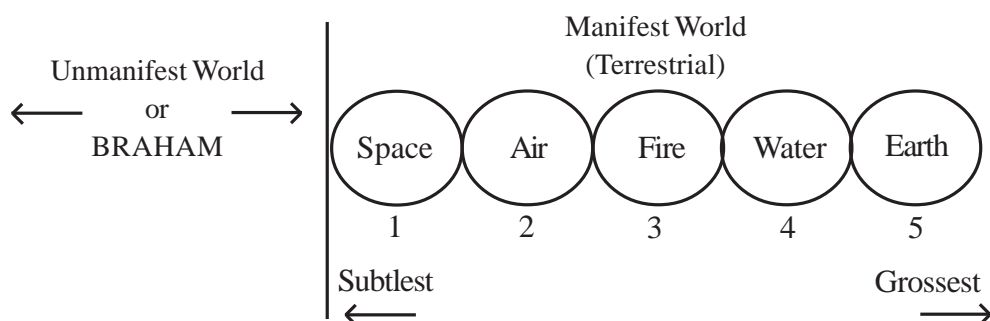 Unmanifest World
or
BRAHAM
Manifest World
(Terrestrial)
Space Air Fire Water Earth
1 2 3 4 5
Subtlest Grossest